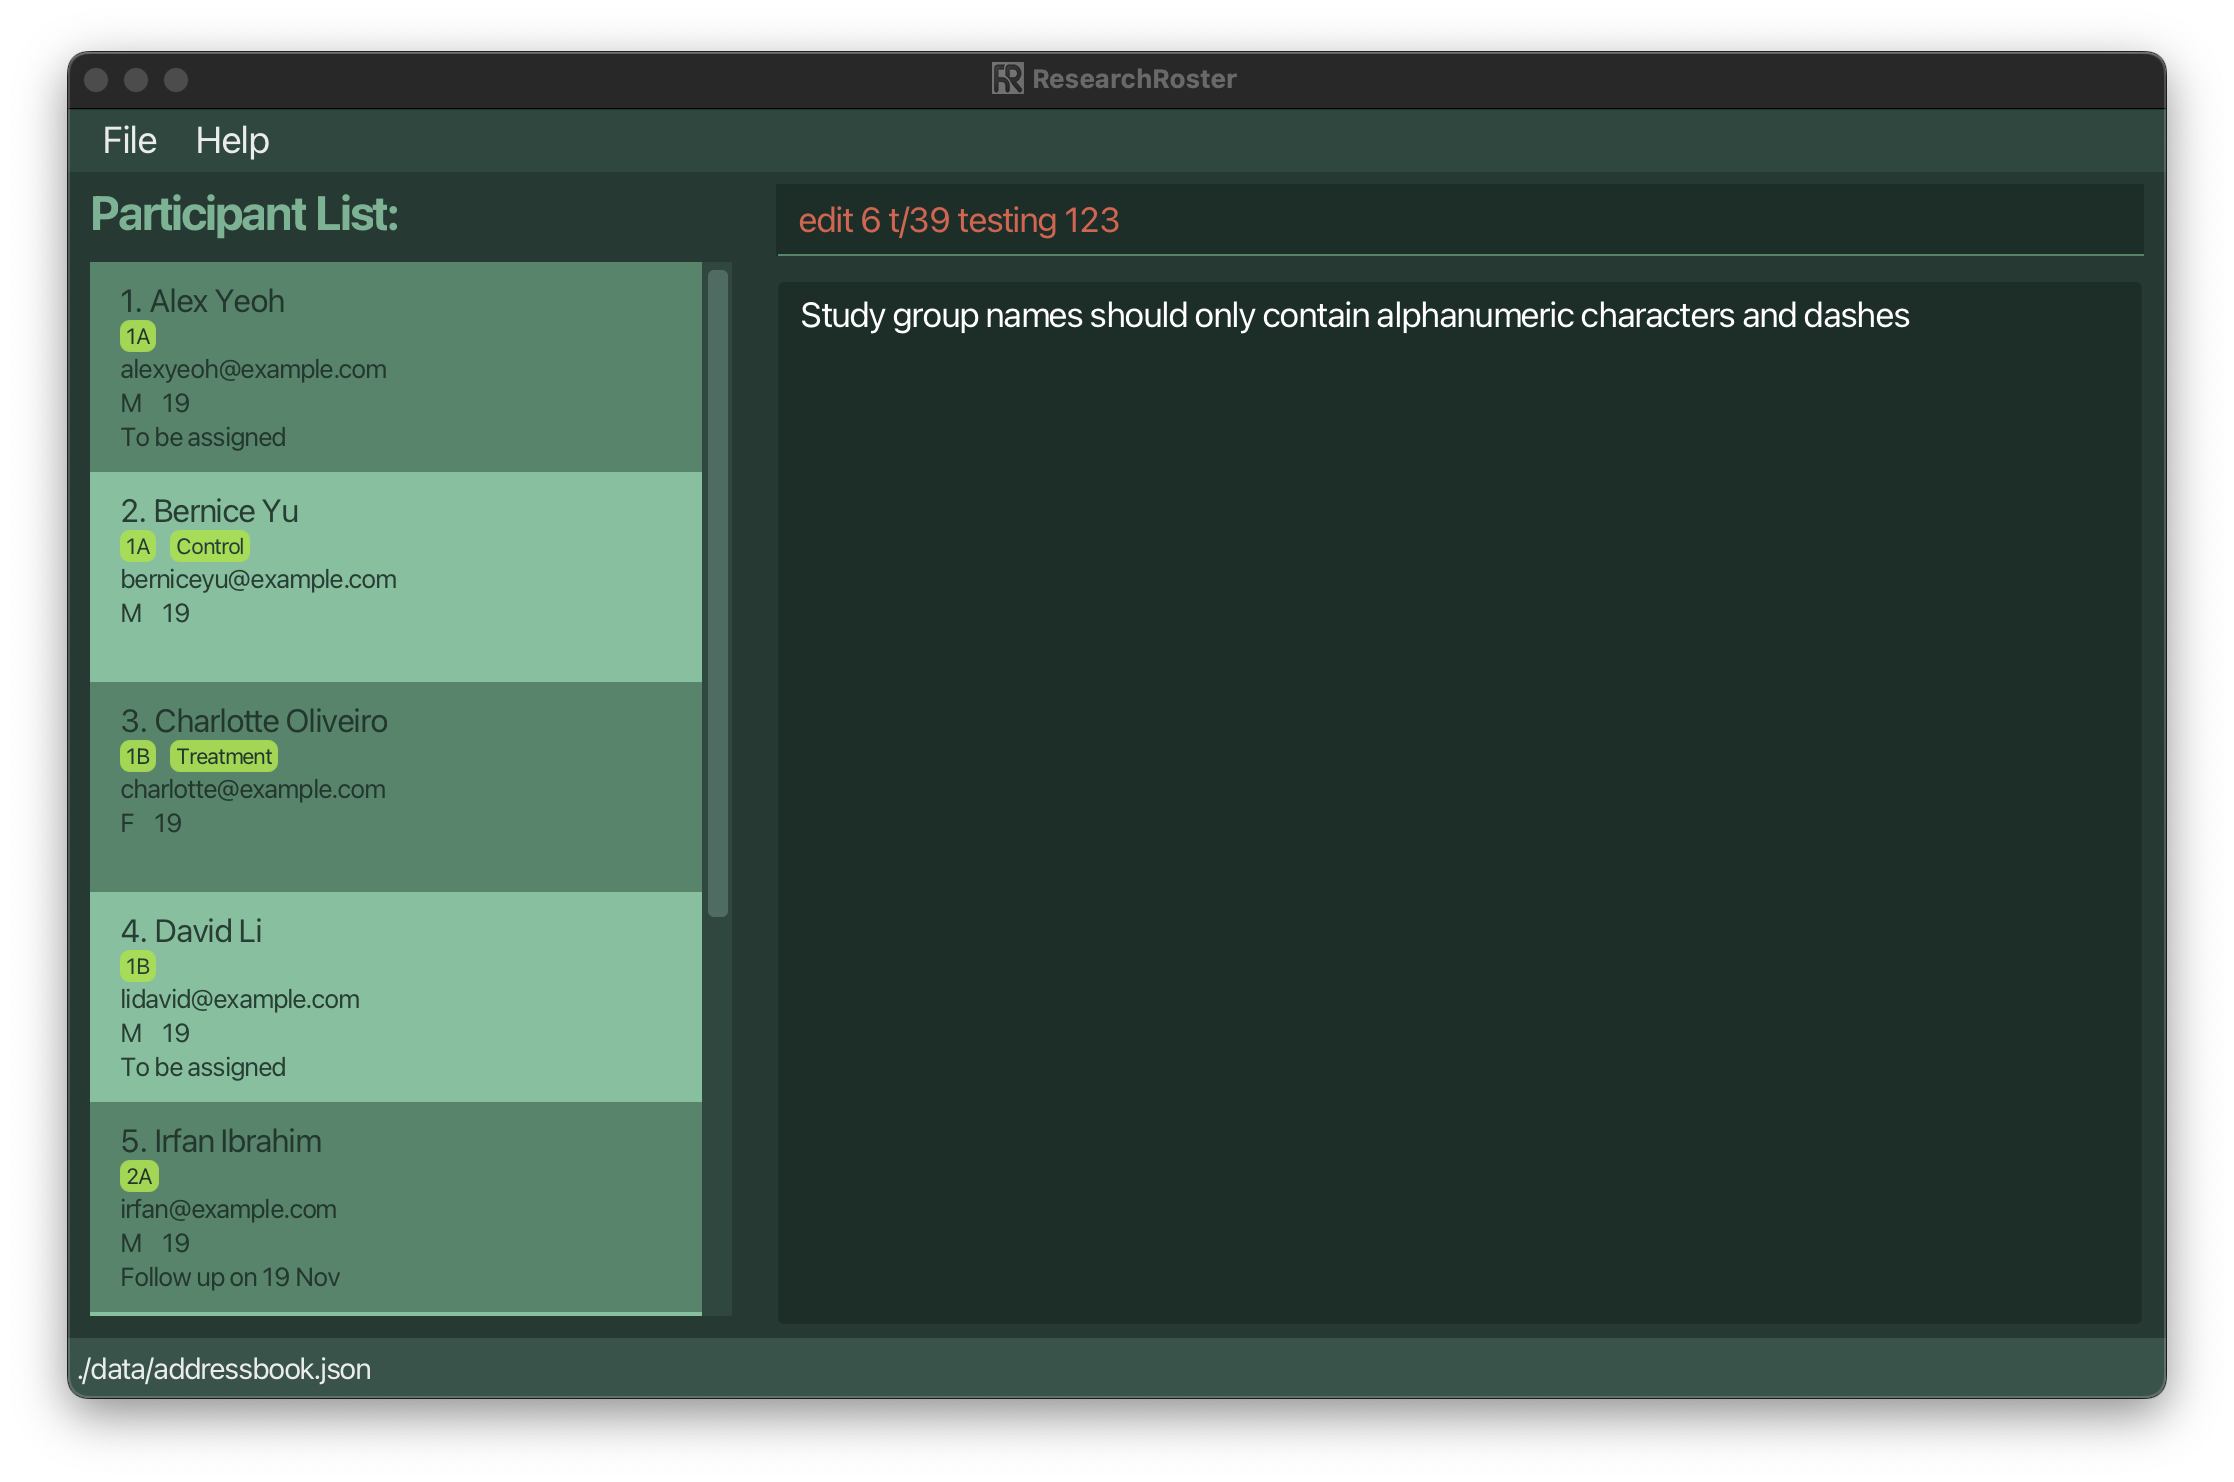 ResearchRoster
File Help
Participant List:
1. Alex Yeoh
1A
alexyeoh@example.com
M 19
To be assigned
2. Bernice Yu
1A Control
berniceyu@example.com
M 19
3. Charlotte Oliveiro
1B Treatment
charlotte@example.com
F 19
4. David Li
1B
lidavid@example.com
M 19
To be assigned
5. Irfan Ibrahim
2A
irfan@example.com
M 19
Follow up on 19 Nov
edit 6 t/39 testing 123
Study group names should only contain alphanumeric characters and dashes
./data/addressbook.json